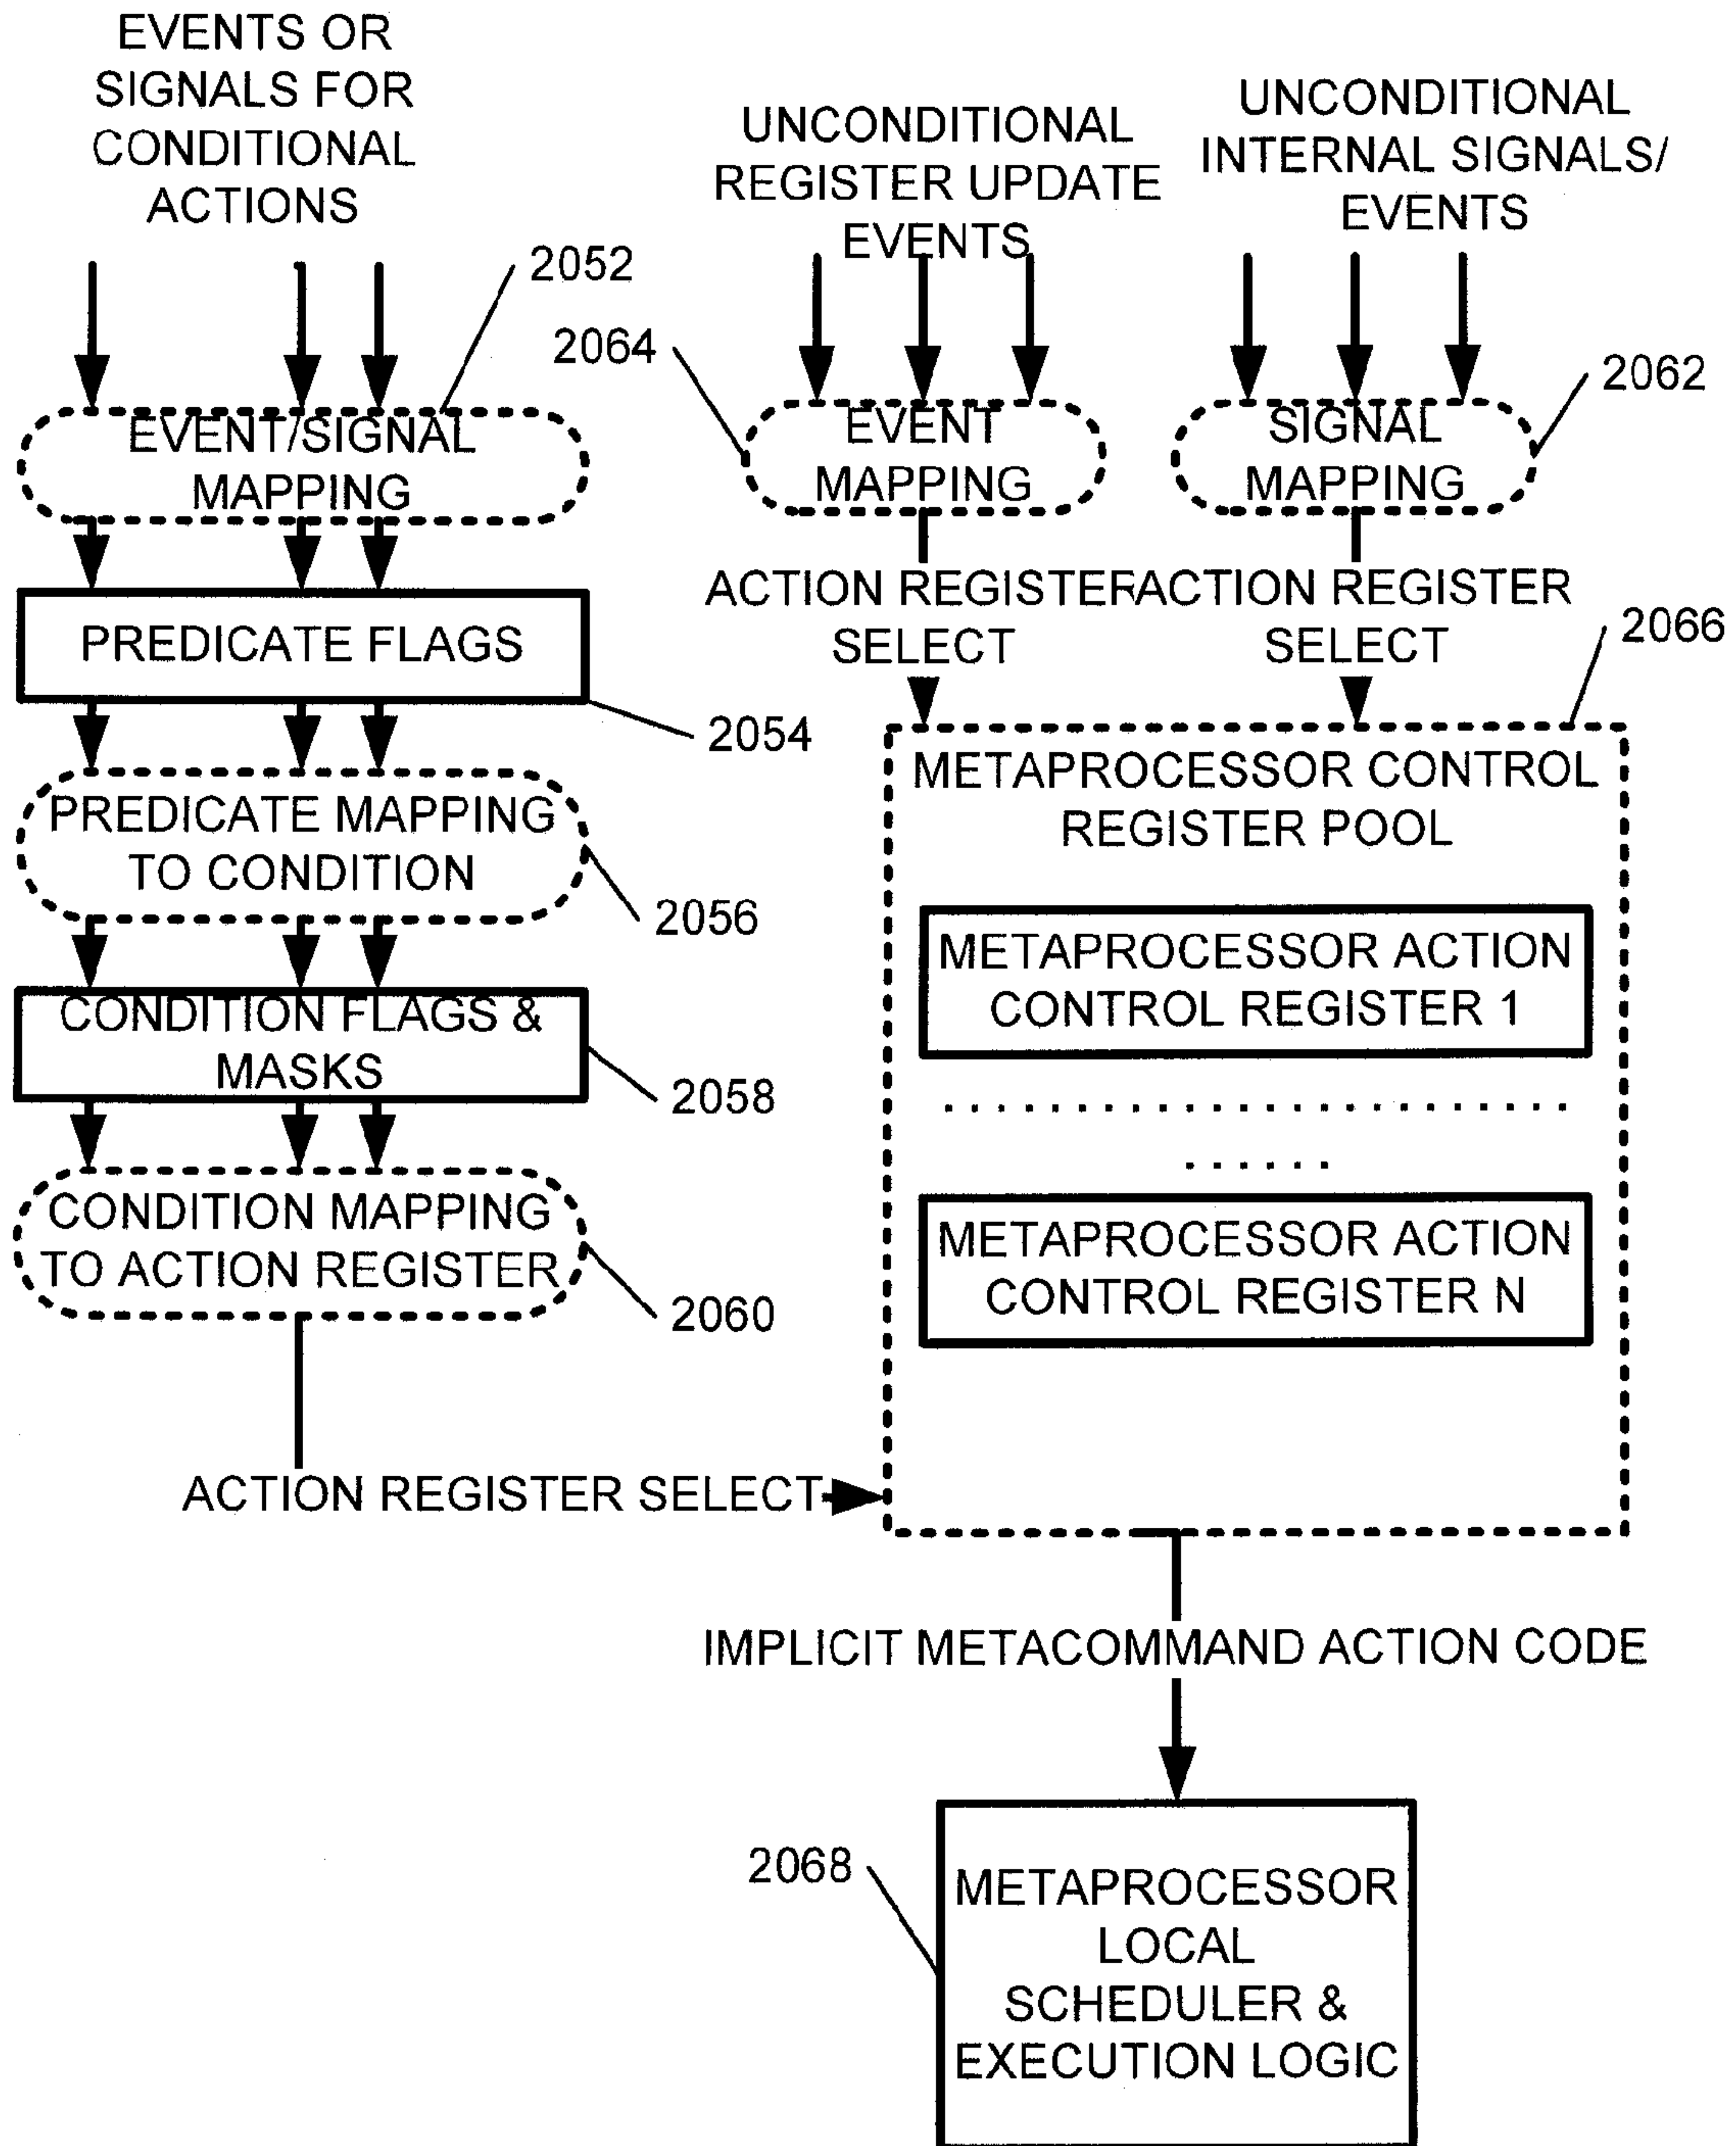 EVENTS OR
SIGNALS FOR
CONDITIONAL
ACTIONS
UNCONDITIONAL
REGISTER UPDATE
EVENTS
UNCONDITIONAL
INTERNAL SIGNALS/
EVENTS
2052
2064
2062
EVENT/SIGNAL
MAPPING
EVENT
MAPPING
SIGNAL
MAPPING
ACTION REGISTER
SELECT
ACTION REGISTER
SELECT
2066
PREDICATE FLAGS
2054
PREDICATE MAPPING
TO CONDITION
2056
CONDITION FLAGS &
MASKS
2058
CONDITION MAPPING
TO ACTION REGISTER
2060
ACTION REGISTER SELECT
METAPROCESSOR CONTROL
REGISTER POOL
METAPROCESSOR ACTION
CONTROL REGISTER 1
METAPROCESSOR ACTION
CONTROL REGISTER N
IMPLICIT METACOMMAND ACTION CODE
2068
METAPROCESSOR
LOCAL
SCHEDULER &
EXECUTION LOGIC